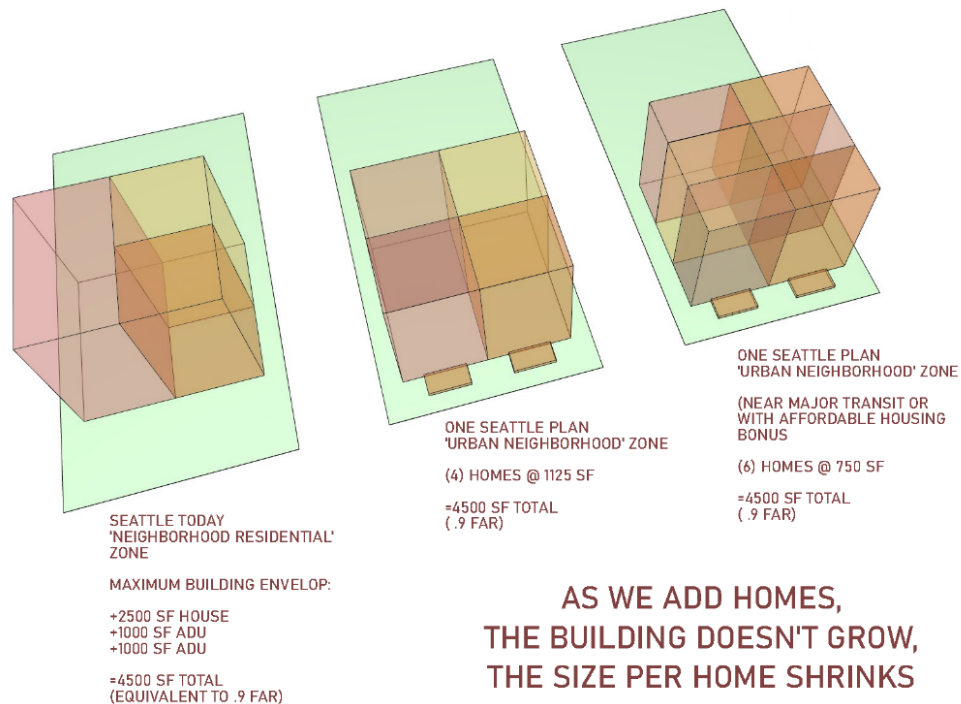 SEATTLE TODAY
'NEIGHBORHOOD RESIDENTIAL'
ZONE
MAXIMUM BUILDING ENVELOP:
+2500 SF HOUSE
+1000 SF ADU
+1000 SF ADU
=4500 SF TOTAL
(EQUIVALENT TO .9 FAR)
ONE SEATTLE PLAN
'URBAN NEIGHBORHOOD' ZONE
(4) HOMES @ 1125 SF
=4500 SF TOTAL
( .9 FAR)
ONE SEATTLE PLAN
'URBAN NEIGHBORHOOD' ZONE
(NEAR MAJOR TRANSIT OR
WITH AFFORDABLE HOUSING
BONUS
(6) HOMES @ 750 SF
=4500 SF TOTAL
( .9 FAR)
AS WE ADD HOMES,
THE BUILDING DOESN'T GROW,
THE SIZE PER HOME SHRINKS